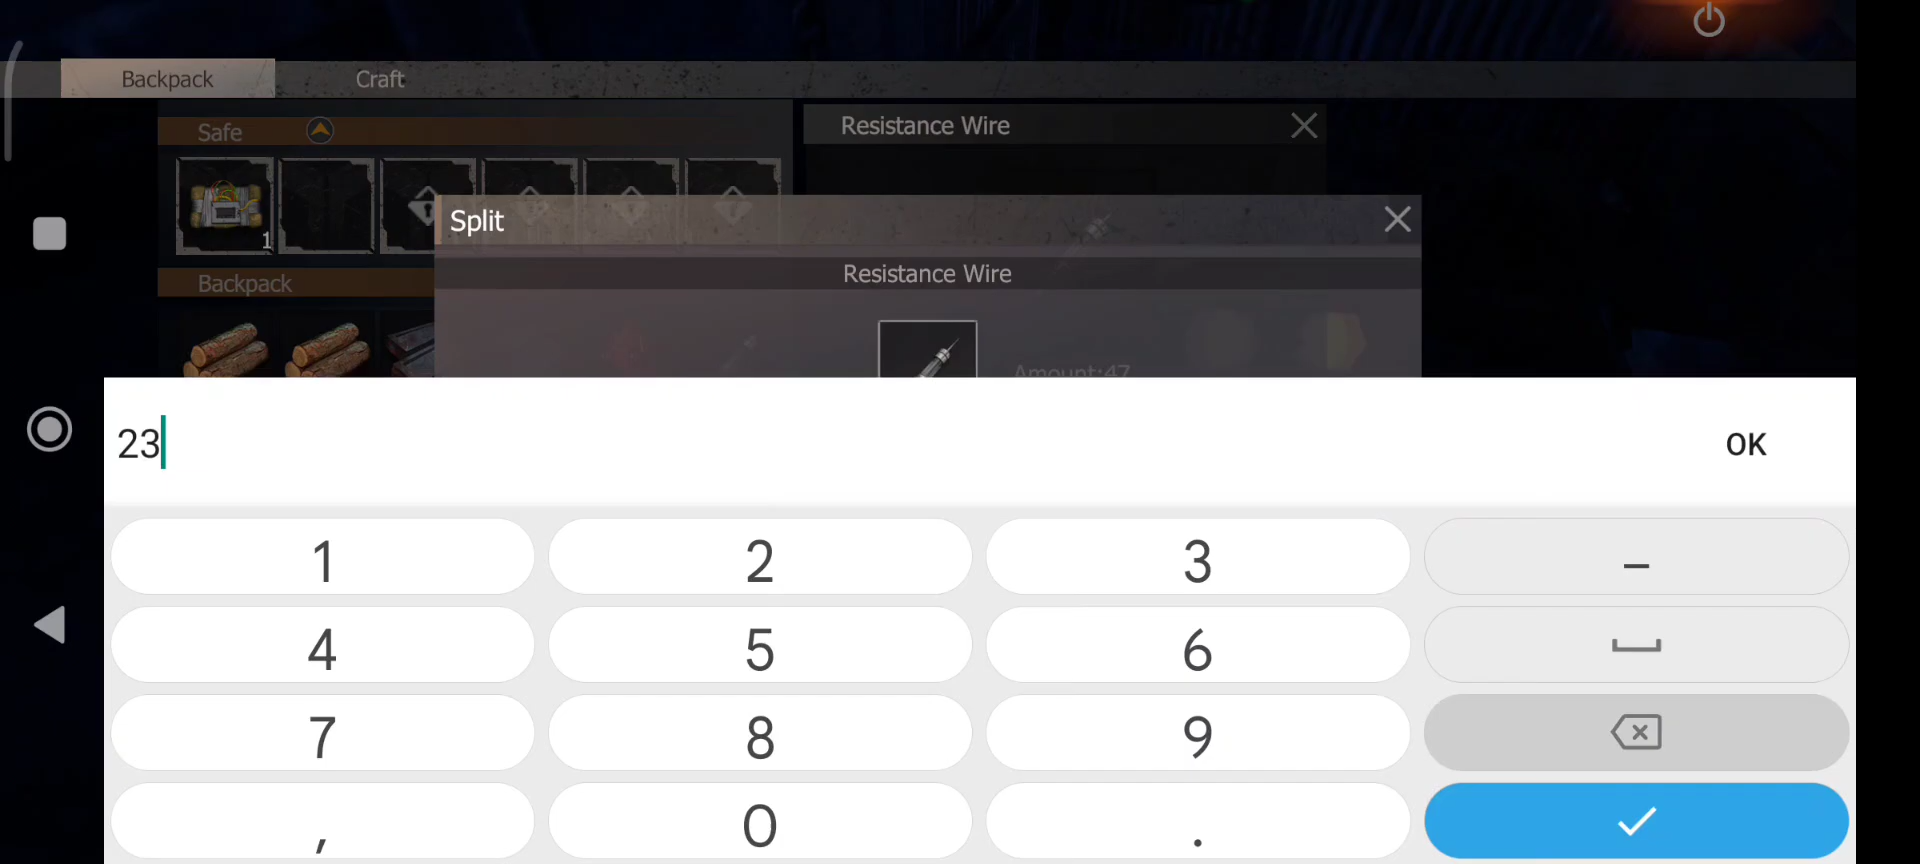 Backpack Craft
Safe
Resistance Wire
1
Split
Resistance Wire
Backpack
Amount:47
23
OK
1 2 3 –
4 5 6
7 8 9
, 0 .